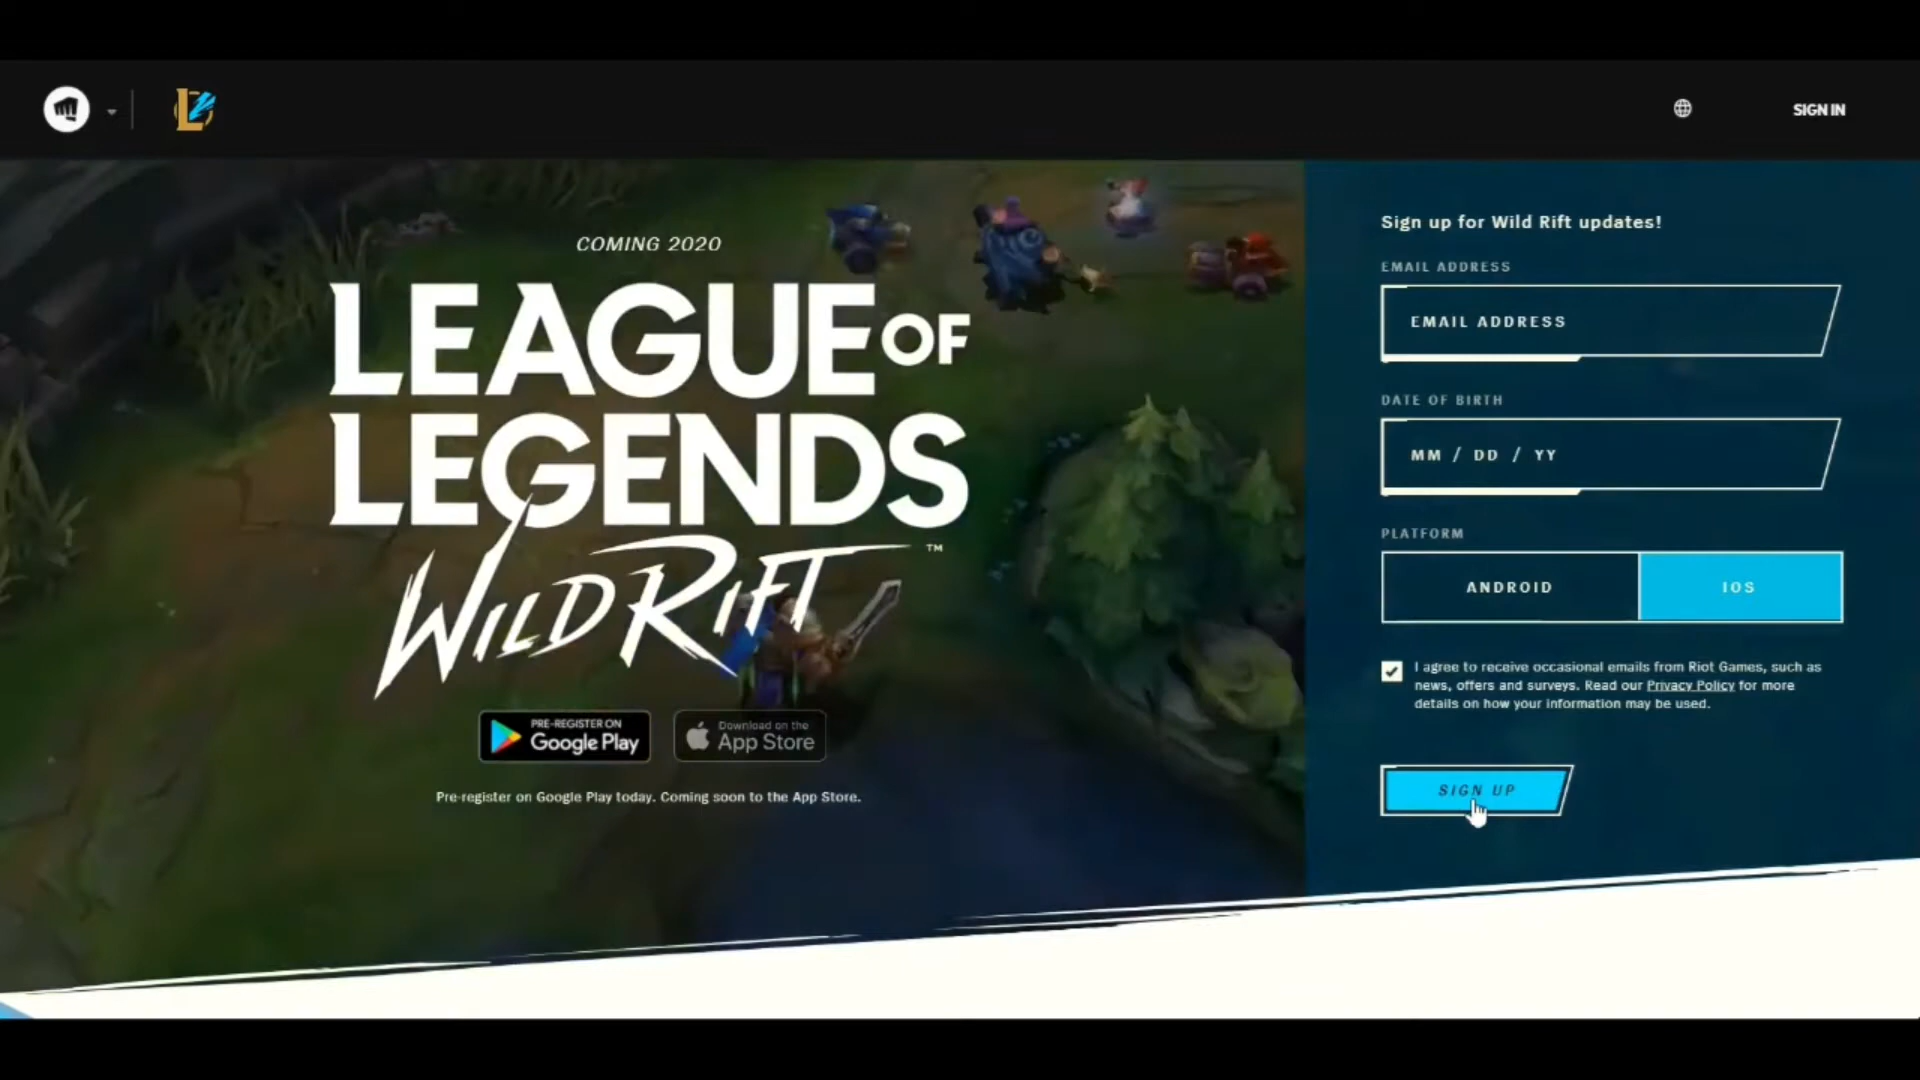 SIGN IN
COMING 2020
LEAGUE OF
LEGENDS
WILD RIFT™
PRE-REGISTER ON
Google Play
Download on the
App Store
Pre-register on Google Play today. Coming soon to the App Store.
Sign up for Wild Rift updates!
EMAIL ADDRESS
EMAIL ADDRESS
DATE OF BIRTH
MM / DD / YY
PLATFORM
ANDROID
IOS
I agree to receive occasional emails from Riot Games, such as
news, offers and surveys. Read our Privacy Policy for more
details on how your information may be used.
SIGN UP